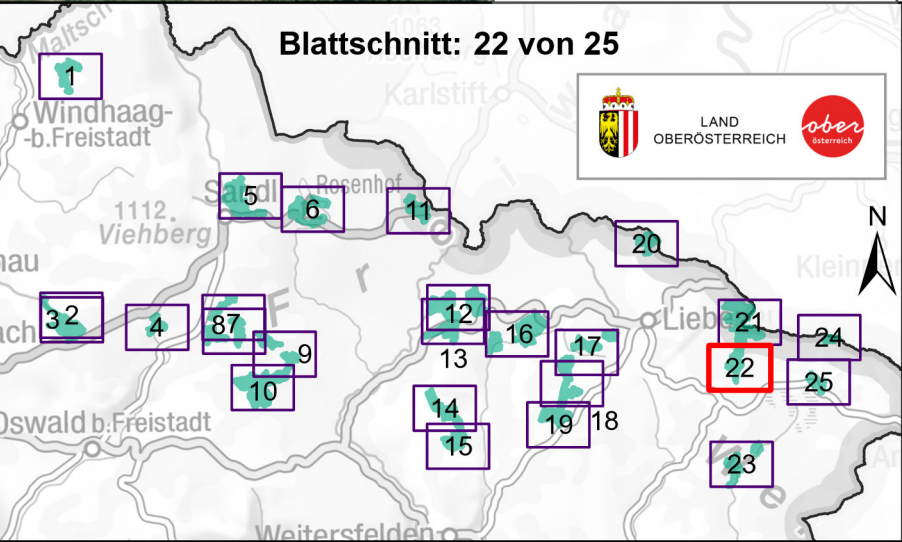 1063
Maltsch
Blattschnitt: 22 von 25
Karlstift
1
Windhaag-
-b.Freistadt
LAND
OBERÖSTERREICH
ober
österreich
Sandl
5
Rosenhof
6
11
1112
Viehberg
20
N
F
r
3
2
4
8
7
12
16
21
24
9
13
17
22
10
25
14
18
Oswald b.Freistadt
15
19
23
Weitersfelden